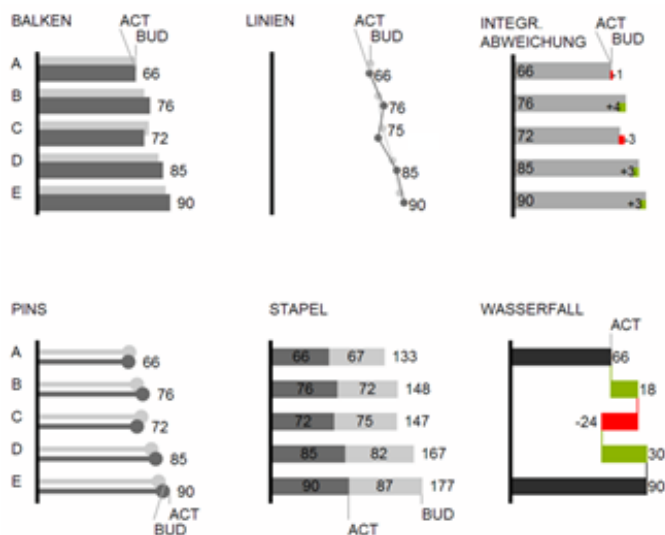 BALKEN
ACT
BUD
A
66
B
76
C
72
D
85
E
90
LINIEN
ACT
BUD
66
76
75
85
90
INTEGR.
ABWEICHUNG
ACT
BUD
66 -1
76 +4
72 -3
85 +3
90 +3
PINS
A
66
B
76
C
72
D
85
E
90
ACT
BUD
STAPEL
66 67 133
76 72 148
72 75 147
85 82 167
90 87 177
ACT
BUD
WASSERFALL
ACT
66
18
-24
30
90